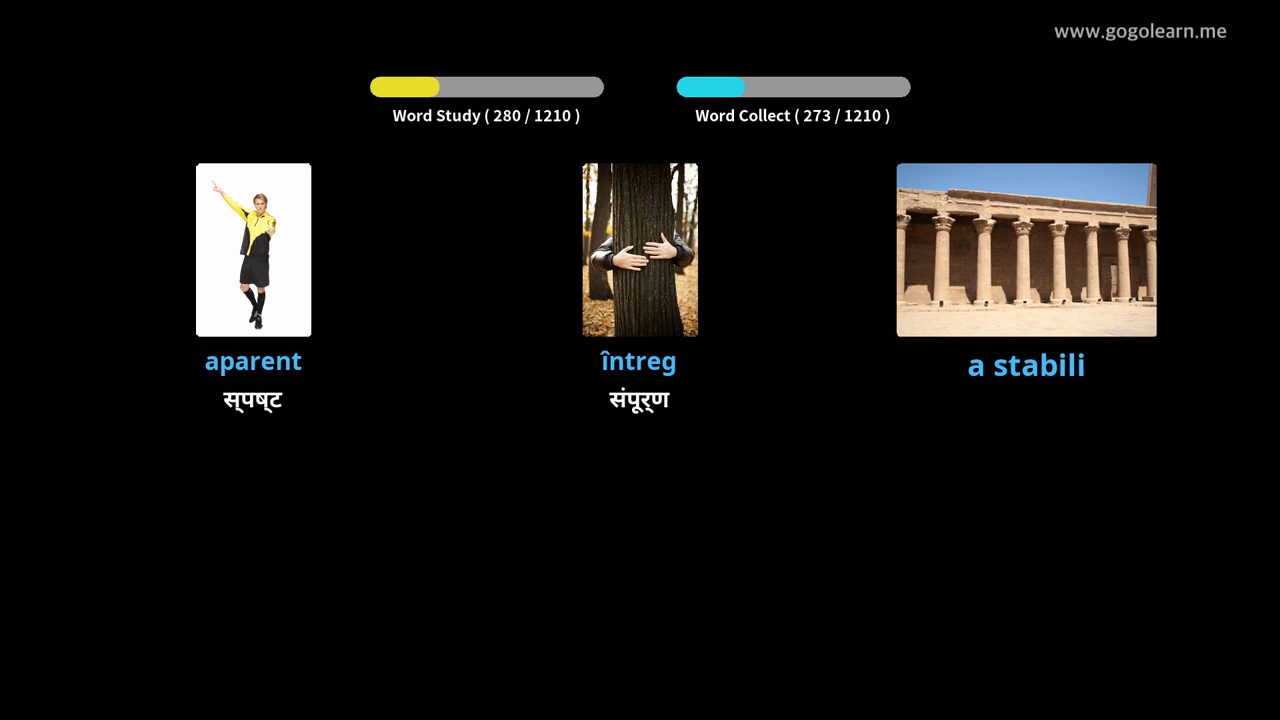 www.gogolearn.me
Word Study ( 280 / 1210 )
Word Collect ( 273 / 1210 )
aparent
स्पष्ट
întreg
संपूर्ण
a stabili